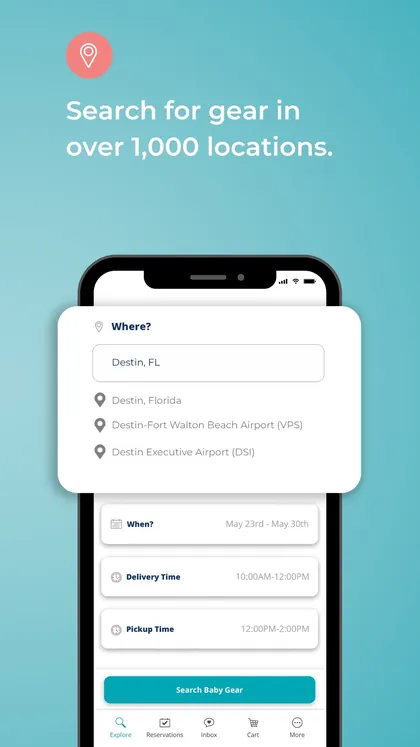 Search for gear in
over 1,000 locations.
Where?
Destin, FL
Destin, Florida
Destin-Fort Walton Beach Airport (VPS)
Destin Executive Airport (DSI)
When? May 23rd - May 30th
Delivery Time 10:00AM-12:00PM
Pickup Time 12:00PM-2:00PM
Search Baby Gear
Explore Reservations Inbox Cart More